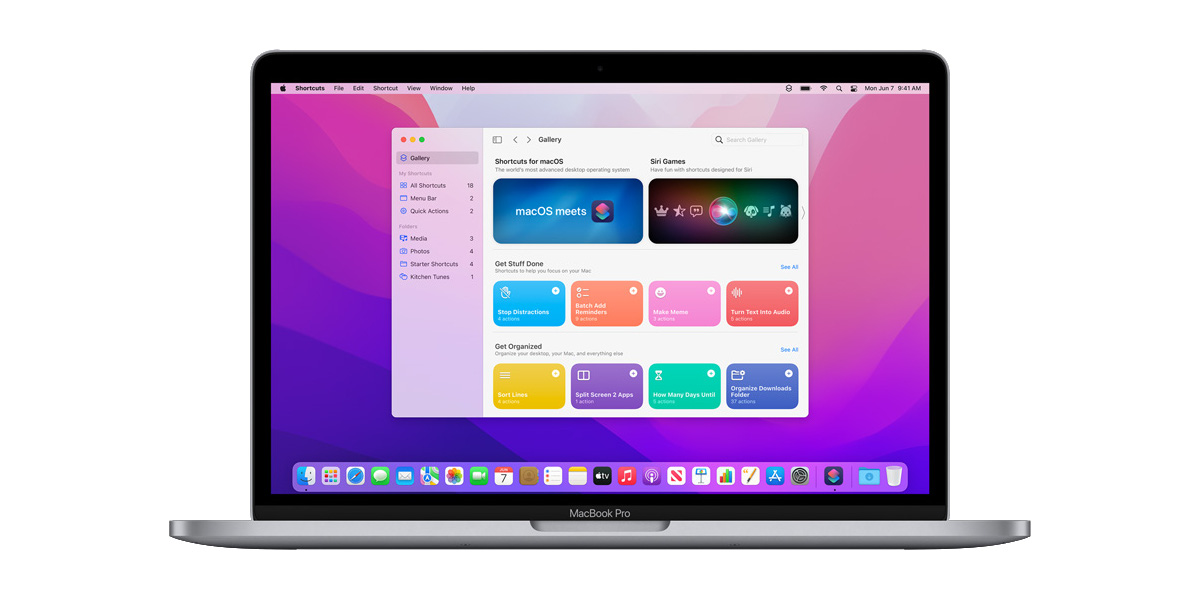 Shortcuts File Edit Shortcut View Window Help Mon Jun 7 9:41 AM
Gallery
My Shortcuts
All Shortcuts 18
Menu Bar 2
Quick Actions 2
Folders
Media 3
Photos 4
Starter Shortcuts 4
Kitchen Tunes 1
Gallery Search Gallery
Shortcuts for macOS
The world's most advanced desktop operating system
macOS meets
Siri Games
Have fun with shortcuts designed for Siri
Get Stuff Done See All
Shortcuts to help you focus on your Mac
Stop Distractions
4 actions
Batch Add
Reminders
9 actions
Make Meme
3 actions
Turn Text Into Audio
5 actions
Get Organized See All
Organize your desktop, your Mac, and everything else
Sort Lines
4 actions
Split Screen 2 Apps
1 action
How Many Days Until
5 actions
Organize Downloads
Folder
37 actions
JUN
7
tv
MacBook Pro